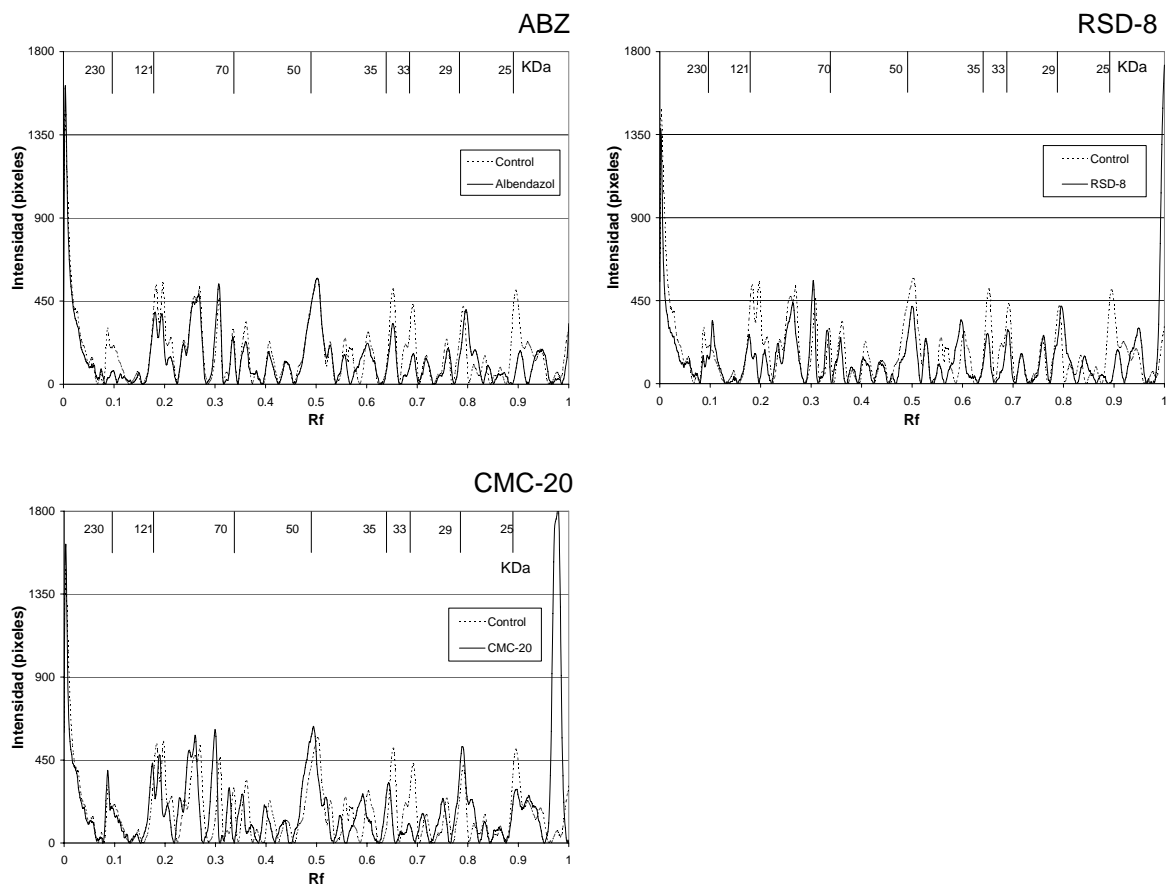 ABZ
1800
1350
900
450
0
230 121 70 50 35 33 29 25 KDa
Control
Albendazol
Intensidad (pixeles)
0 0.1 0.2 0.3 0.4 0.5 0.6 0.7 0.8 0.9 1
Rf
RSD-8
1800
1350
900
450
0
230 121 70 50 35 33 29 25 KDa
Control
RSD-8
Intensidad (pixeles)
0 0.1 0.2 0.3 0.4 0.5 0.6 0.7 0.8 0.9 1
Rf
CMC-20
1800
1350
900
450
0
230 121 70 50 35 33 29 25
KDa
Control
CMC-20
Intensidad (pixeles)
0 0.1 0.2 0.3 0.4 0.5 0.6 0.7 0.8 0.9 1
Rf